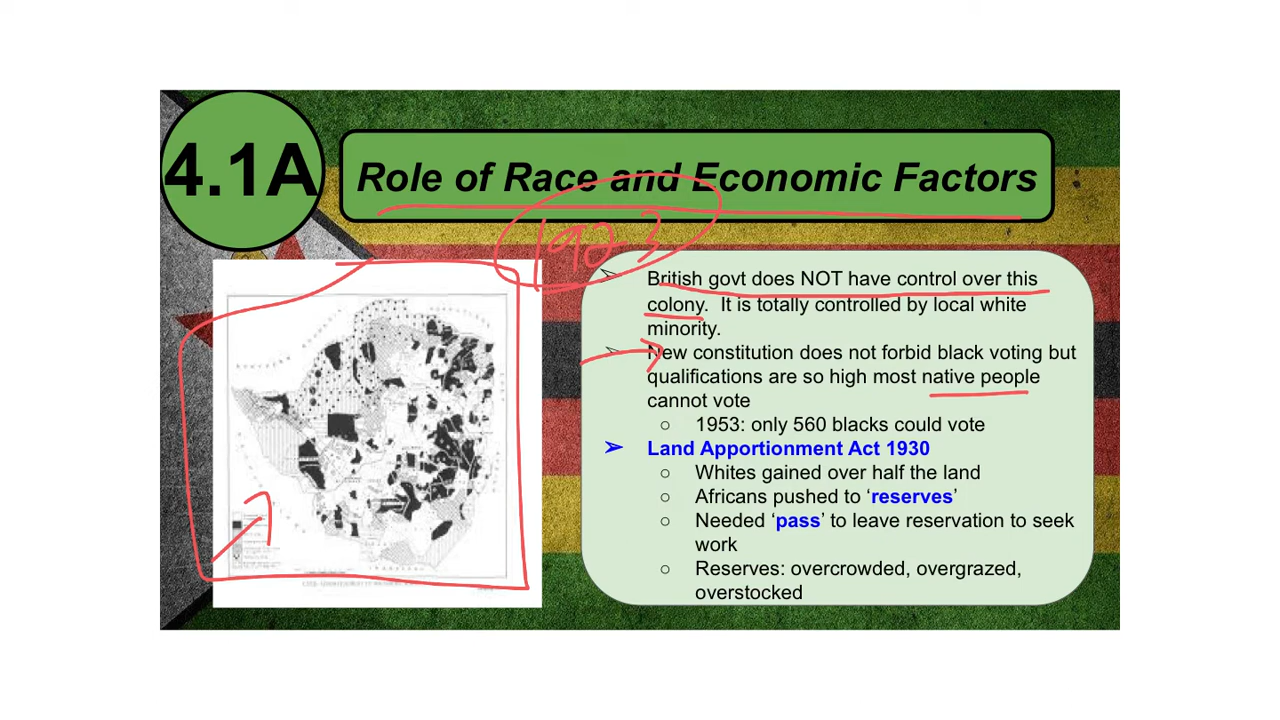 4.1A
Role of Race and Economic Factors
1923
➢ British govt does NOT have control over this
colony. It is totally controlled by local white
minority.
➢ New constitution does not forbid black voting but
qualifications are so high most native people
cannot vote
○ 1953: only 560 blacks could vote
➢ Land Apportionment Act 1930
○ Whites gained over half the land
○ Africans pushed to ‘reserves’
○ Needed ‘pass’ to leave reservation to seek
work
○ Reserves: overcrowded, overgrazed,
overstocked